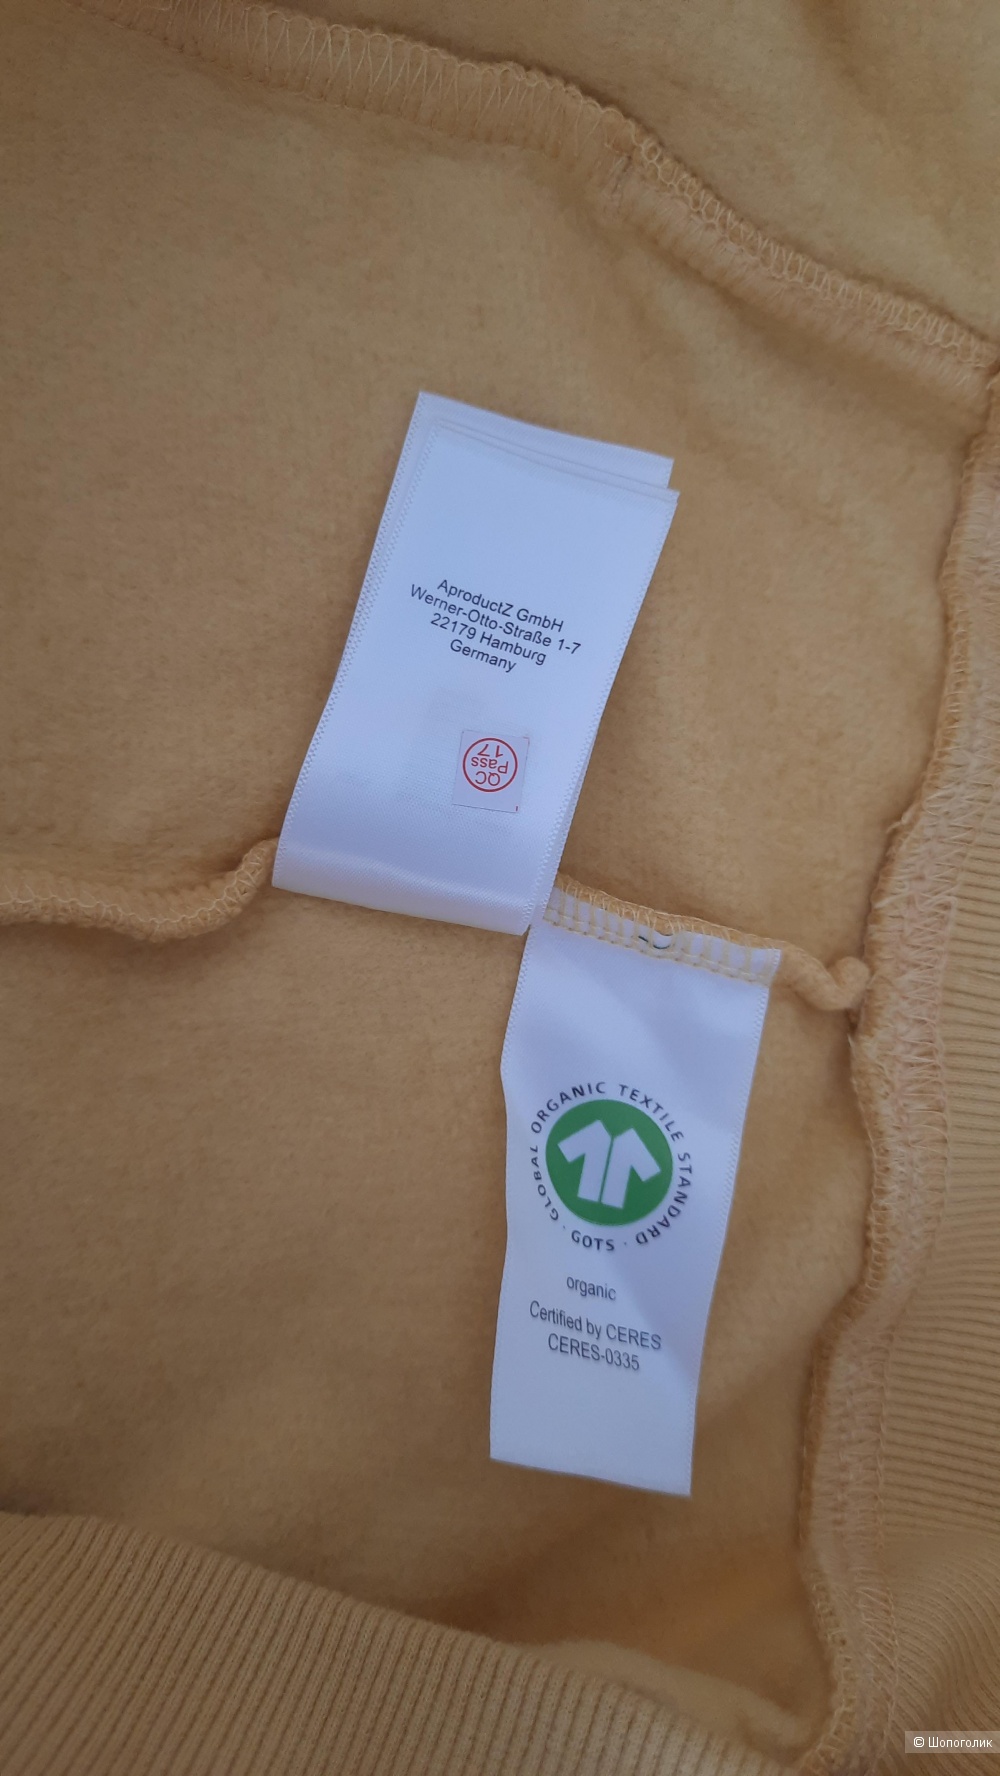 AproductZ GmbH
Werner-Otto-Straße 1-7
22179 Hamburg
Germany
QC
Pass
17
GLOBAL ORGANIC TEXTILE STANDARD · GOTS ·
organic
Certified by CERES
CERES-0335
© Шопоголик